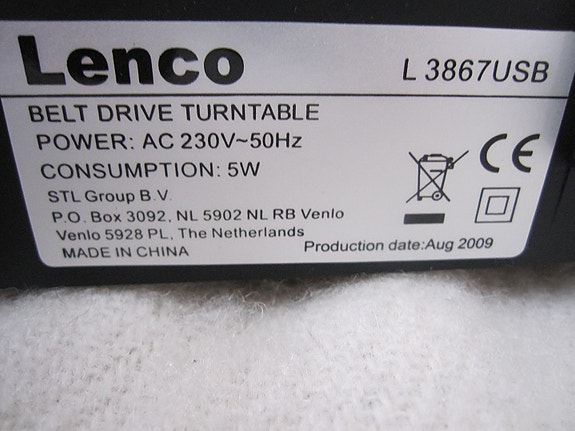 Lenco
L 3867USB
BELT DRIVE TURNTABLE
POWER: AC 230V~50Hz
CONSUMPTION: 5W
STL Group B.V.
P.O. Box 3092, NL 5902 NL RB Venlo
Venlo 5928 PL, The Netherlands
MADE IN CHINA
Production date:Aug 2009
CE